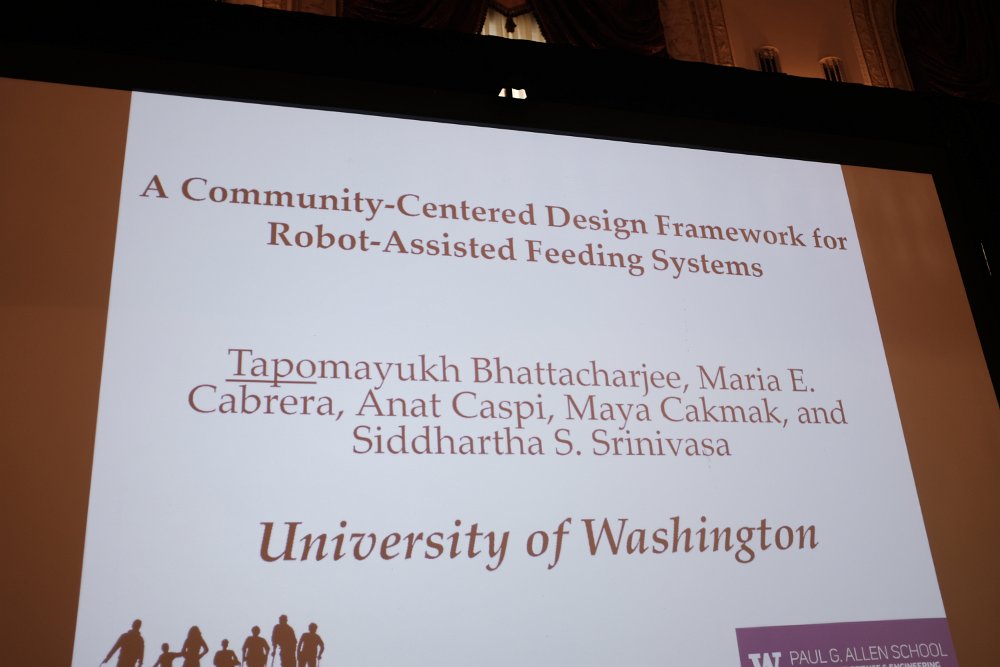 A Community-Centered Design Framework for
Robot-Assisted Feeding Systems
Tapomayukh Bhattacharjee, Maria E.
Cabrera, Anat Caspi, Maya Cakmak, and
Siddhartha S. Srinivasa
University of Washington
W PAUL G. ALLEN SCHOOL